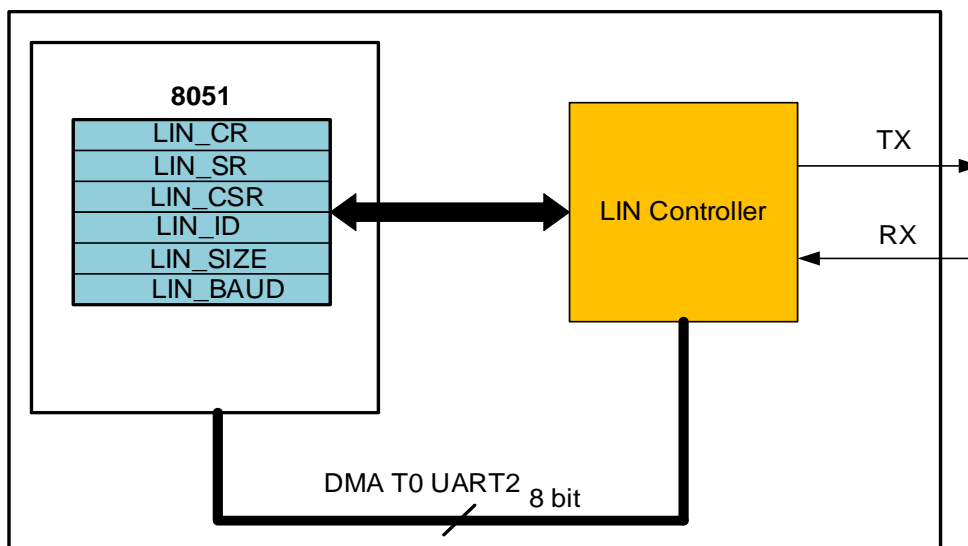 8051
LIN_CR
LIN_SR
LIN_CSR
LIN_ID
LIN_SIZE
LIN_BAUD
LIN Controller
TX
RX
DMA T0 UART2
8 bit